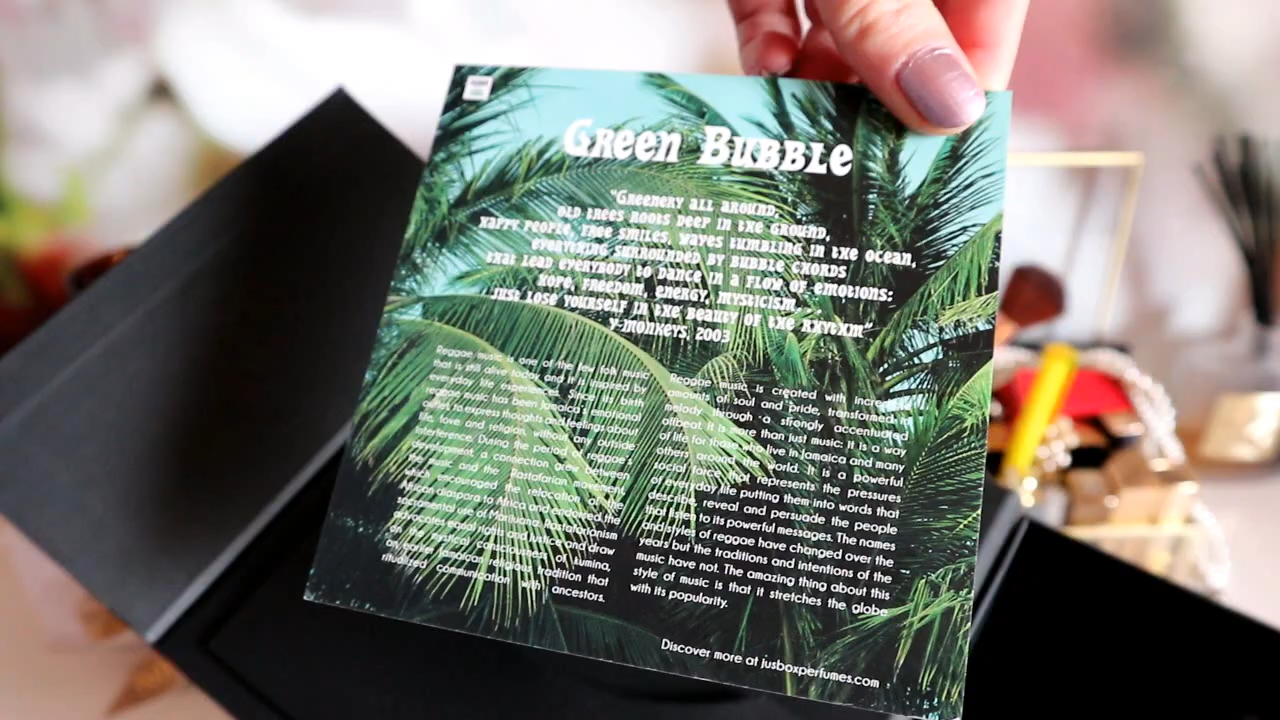 Green Bubble
"Greenery all around,
old trees roots deep in the ground,
happy people, free smiles, waves tumbling in the ocean,
everything surrounded by bubble chords
that lead everybody to dance in a flow of emotions:
hope, freedom, energy, mysticism...
just lose yourself in the beauty of the rhythm"
y-monkeys, 2003
Reggae music is one of the few folk music
that is still alive today, and it is inspired by
everyday life experience. Since its birth
reggae music has been Jamaica's emotional
outlet, to express thoughts and feelings about
life, love and religion without any outside
interference. During the period of reggae's
development, a connection grew between
the music and the Rastafarian movement,
which encouraged the relocation of the
African diaspora to Africa and endorsed the
sacramental use of Marijuana. Rastafarianism
advocates equal rights and justice and draw
on the mystical consciousness of kumina,
an earlier Jamaica religious tradition that
ritualized communication with ancestors.
Reggae music is created with incredible
amounts of soul and pride, transformed in
melody through a strongly accentuated
offbeat. It is more than just music: it is a way
of life for those who live in Jamaica and many
others around the world. It is a powerful
social force that represents the pressures
of everyday life putting them into words that
describe, reveal and persuade the people
that listen to its powerful messages. The names
and styles of reggae have changed over the
years but the traditions and intentions of the
music have not. The amazing thing about this
style of music is that it stretches the globe
with its popularity.
Discover more at jusboxperfumes.com